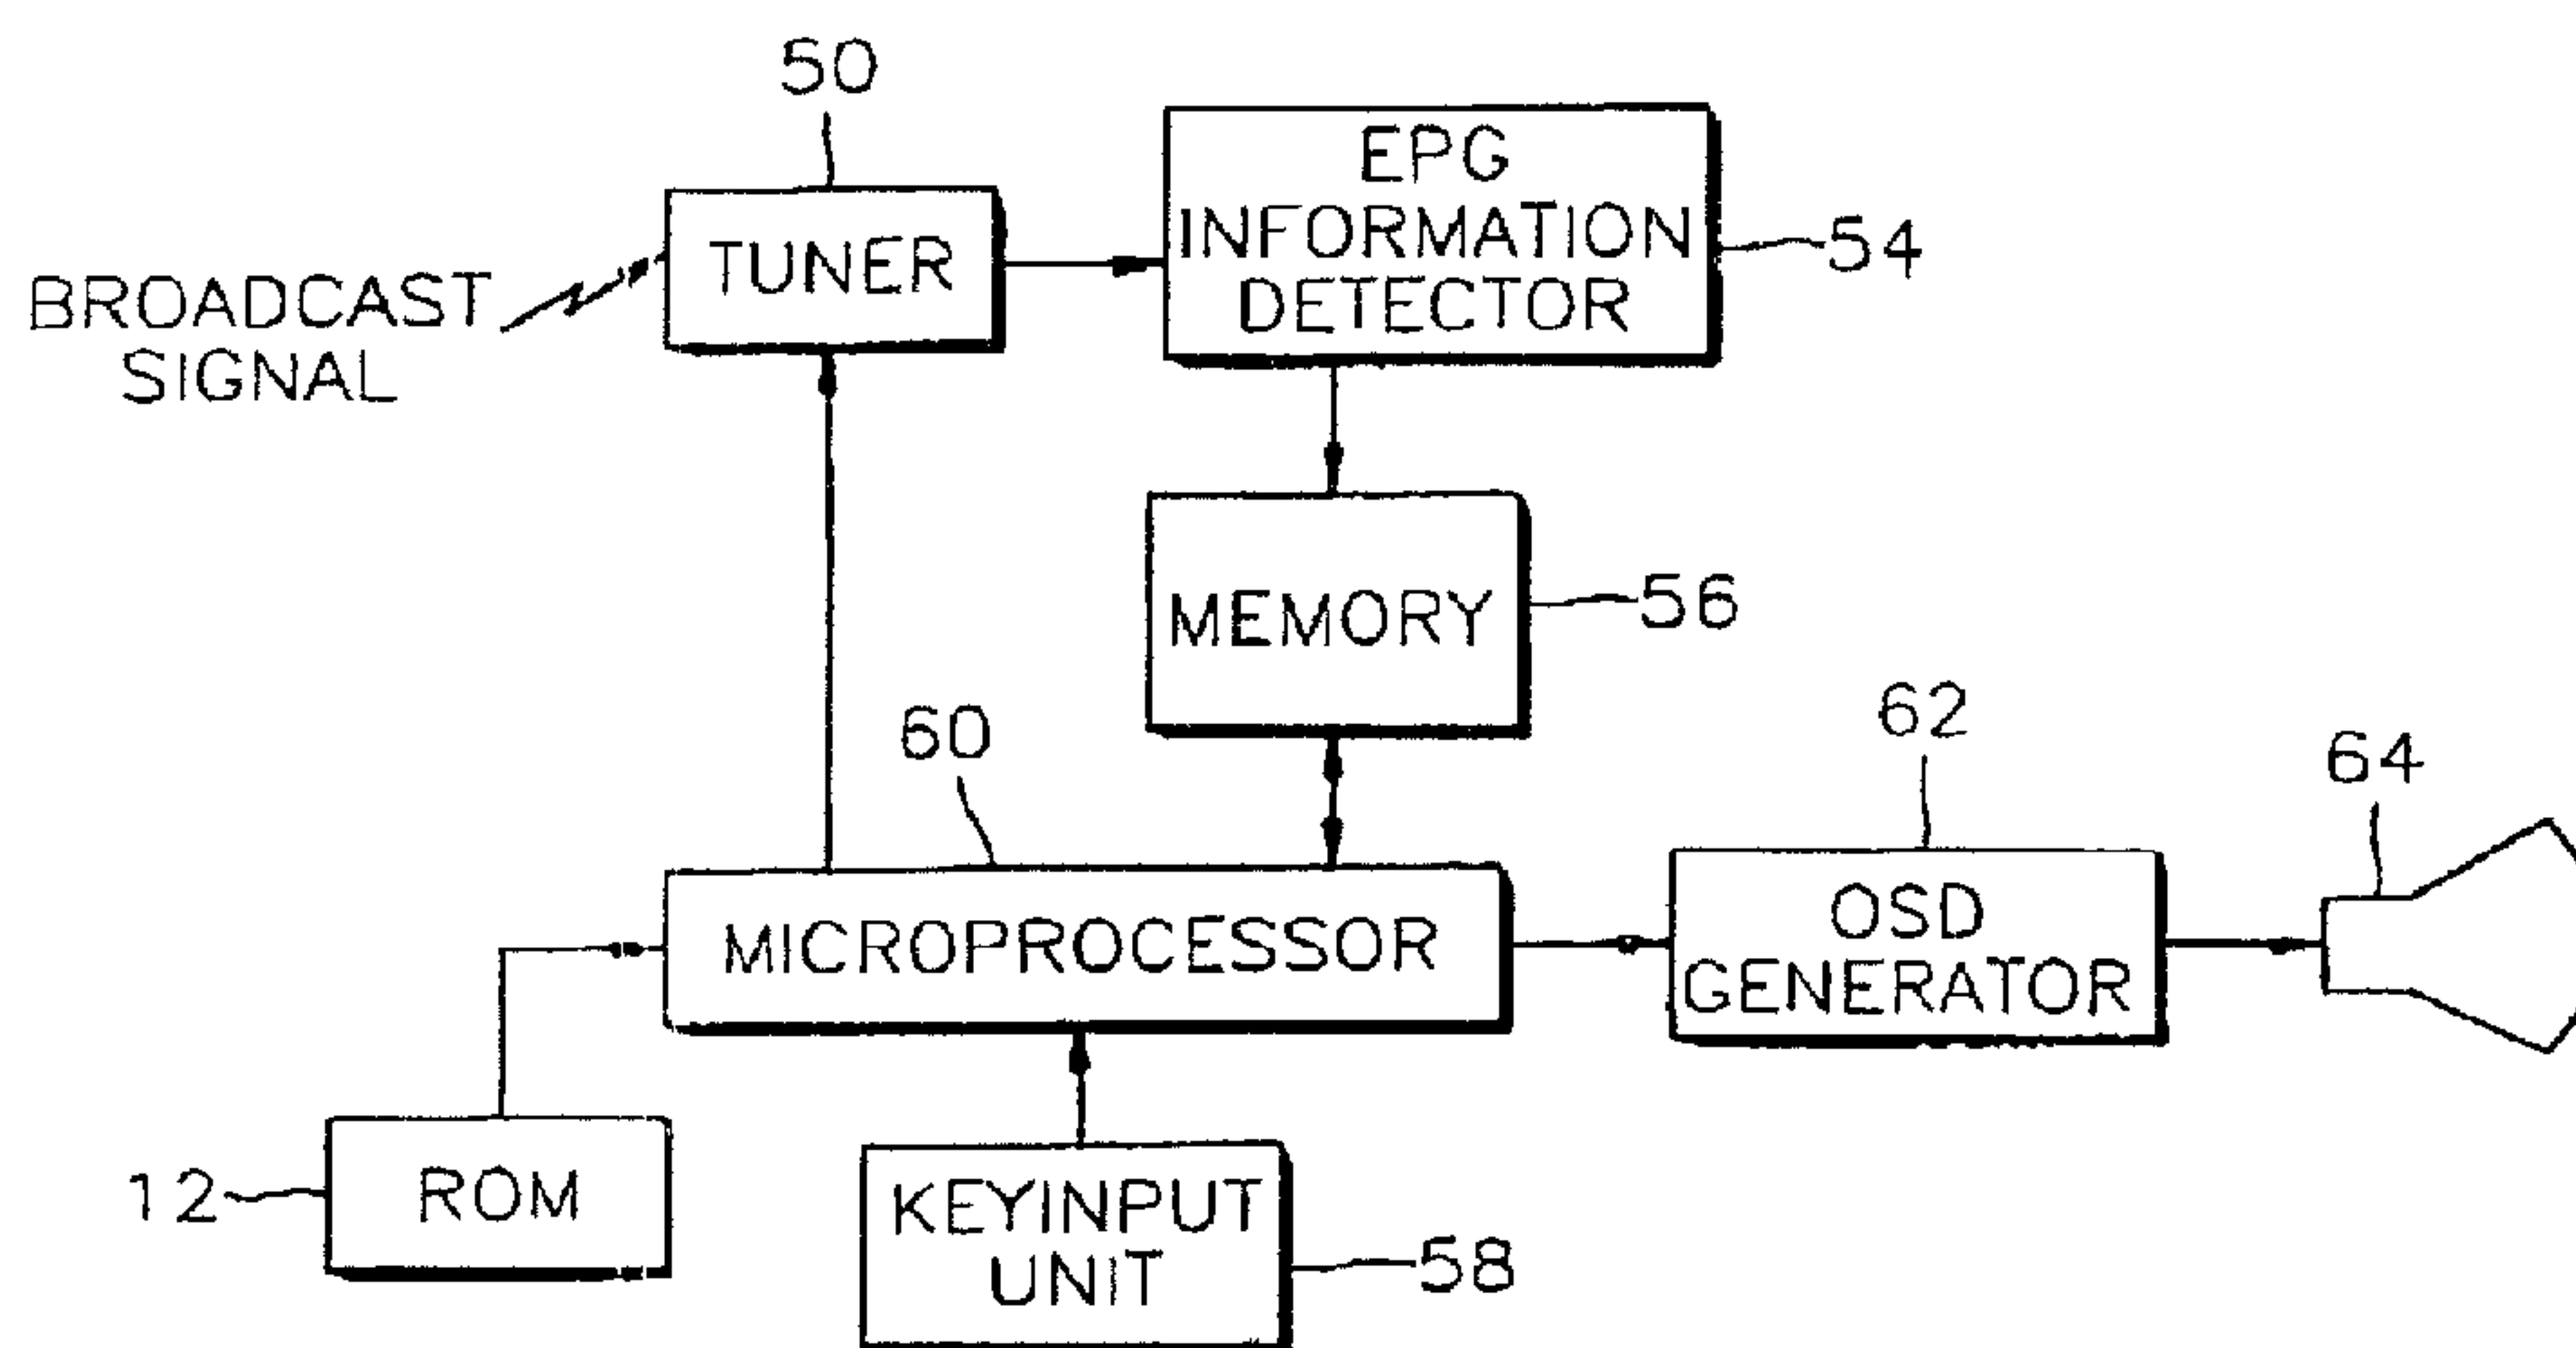 50
EPG
INFORMATION
DETECTOR
54
TUNER
BROADCAST
SIGNAL
MEMORY
56
60
62
64
MICROPROCESSOR
OSD
GENERATOR
12
ROM
KEYINPUT
UNIT
58